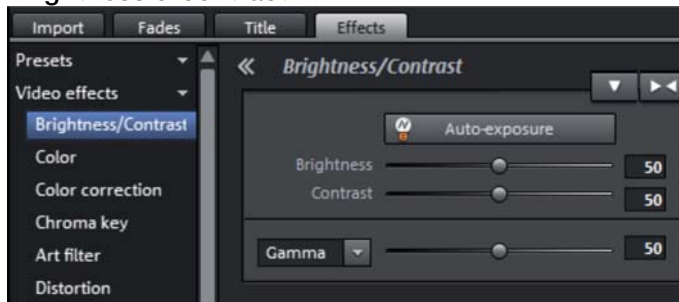 Import Fades Title Effects
Presets
Video effects
Brightness/Contrast
Color
Color correction
Chroma key
Art filter
Distortion
Brightness/Contrast
Auto-exposure
Brightness 50
Contrast 50
Gamma 50